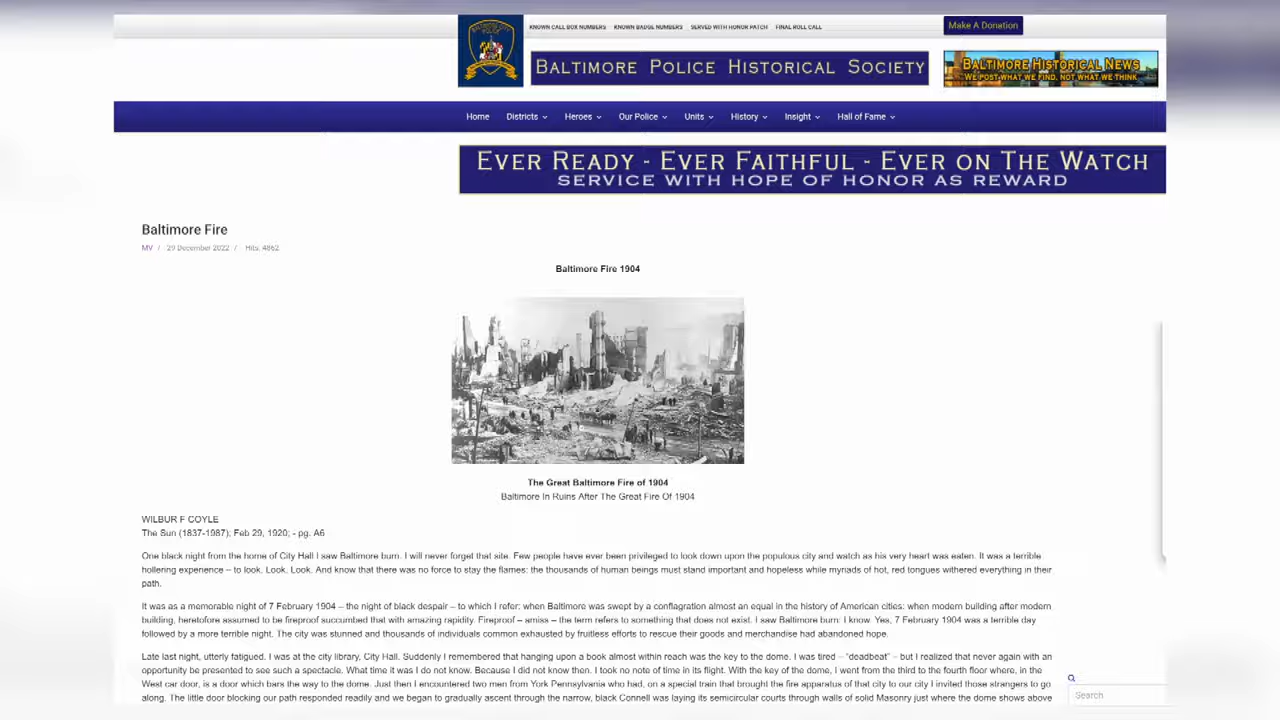 KNOWN CALL BOX NUMBERS KNOWN BADGE NUMBERS SERVED WITH HONOR PATCH FINAL ROLL CALL
Make A Donation
BALTIMORE POLICE HISTORICAL SOCIETY
BALTIMORE HISTORICAL NEWS
WE POST WHAT WE FIND, NOT WHAT WE THINK
Home Districts Heroes Our Police Units History Insight Hall of Fame
EVER READY - EVER FAITHFUL - EVER ON THE WATCH
SERVICE WITH HOPE OF HONOR AS REWARD
Baltimore Fire
MV / 29 December 2022 / Hits: 4862
Baltimore Fire 1904
The Great Baltimore Fire of 1904
Baltimore In Ruins After The Great Fire Of 1904
WILBUR F COYLE
The Sun (1837-1987); Feb 29, 1920; - pg. A6
One black night from the home of City Hall I saw Baltimore burn. I will never forget that site. Few people have ever been privileged to look down upon the populous city and watch as his very heart was eaten. It was a terrible
hollering experience – to look. Look. Look. And know that there was no force to stay the flames: the thousands of human beings must stand important and hopeless while myriads of hot, red tongues withered everything in their
path.
It was as a memorable night of 7 February 1904 – the night of black despair – to which I refer: when Baltimore was swept by a conflagration almost an equal in the history of American cities: when modern building after modern
building, heretofore assumed to be fireproof succumbed that with amazing rapidity. Fireproof – amiss – the term refers to something that does not exist. I saw Baltimore burn: I know. Yes, 7 February 1904 was a terrible day
followed by a more terrible night. The city was stunned and thousands of individuals common exhausted by fruitless efforts to rescue their goods and merchandise had abandoned hope.
Late last night, utterly fatigued. I was at the city library, City Hall. Suddenly I remembered that hanging upon a book almost within reach was the key to the dome. I was tired – "deadbeat" – but I realized that never again with an
opportunity be presented to see such a spectacle. What time it was I do not know. Because I did not know then. I took no note of time in its flight. With the key of the dome, I went from the third to the fourth floor where, in the
West car door, is a door which bars the way to the dome. Just then I encountered two men from York Pennsylvania who had, on a special train that brought the fire apparatus of that city to our city I invited those strangers to go
along. The little door blocking our path responded readily and we began to gradually ascent through the narrow, black Connell was laying its semicircular courts through walls of solid Masonry just where the dome shows above
Search